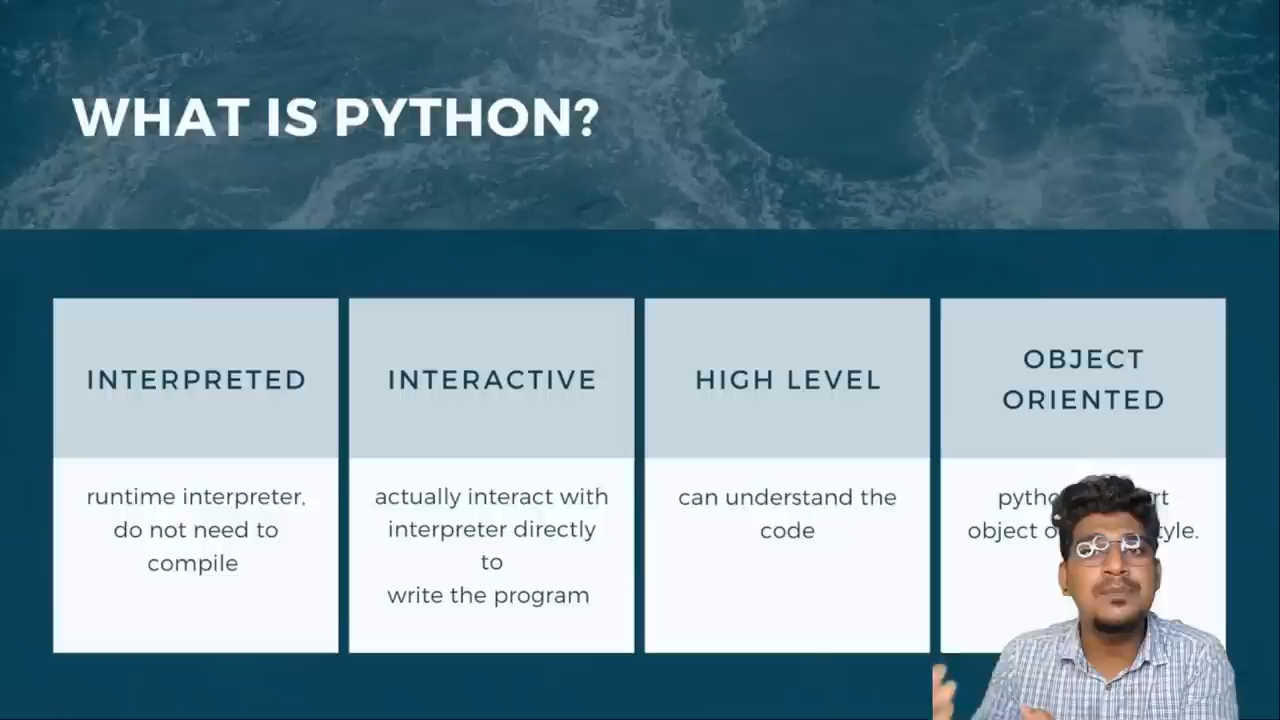 WHAT IS PYTHON?
INTERPRETED
runtime interpreter,
do not need to
compile
INTERACTIVE
actually interact with
interpreter directly
to
write the program
HIGH LEVEL
can understand the
code
OBJECT
ORIENTED
object